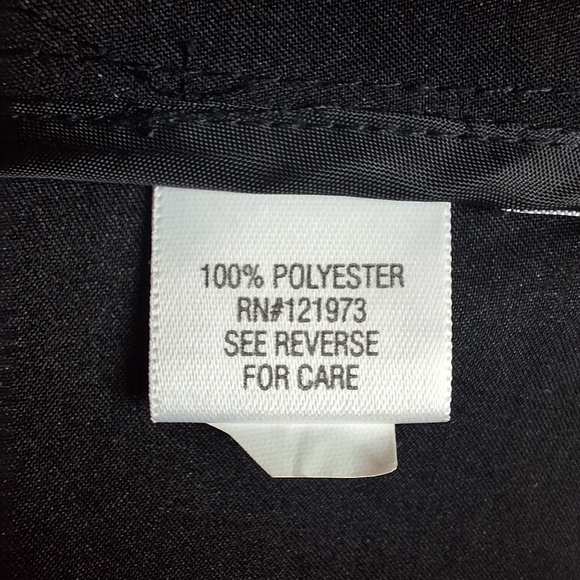 100% POLYESTER
RN#121973
SEE REVERSE
FOR CARE